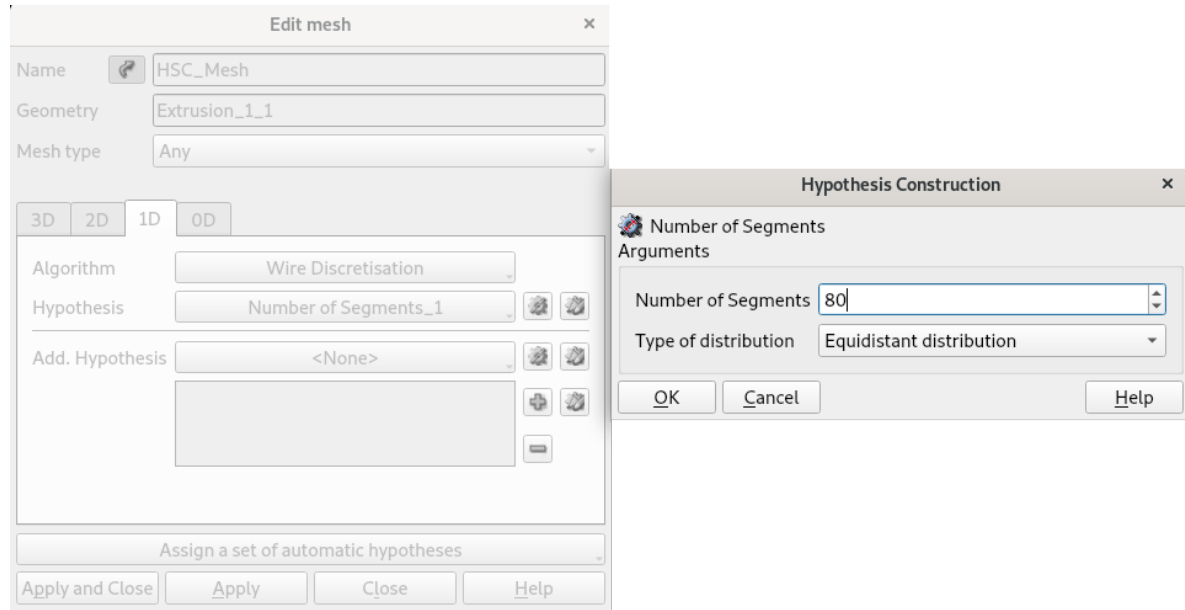 Edit mesh ×
Name HSC_Mesh
Geometry Extrusion_1_1
Mesh type Any
3D 2D 1D 0D
Algorithm Wire Discretisation
Hypothesis Number of Segments_1
Add. Hypothesis <None>
Assign a set of automatic hypotheses
Apply and Close Apply Close Help
Hypothesis Construction ×
Number of Segments
Arguments
Number of Segments 80
Type of distribution Equidistant distribution
OK Cancel Help